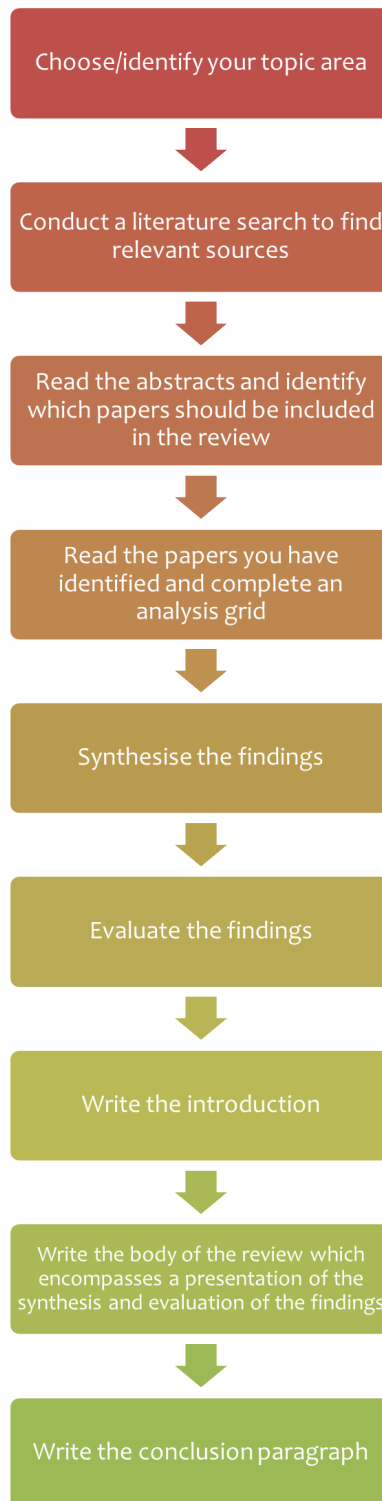 Choose/identify your topic area
Conduct a literature search to find
relevant sources
Read the abstracts and identify
which papers should be included
in the review
Read the papers you have
identified and complete an
analysis grid
Synthesise the findings
Evaluate the findings
Write the introduction
Write the body of the review which
encompasses a presentation of the
synthesis and evaluation of the findings
Write the conclusion paragraph